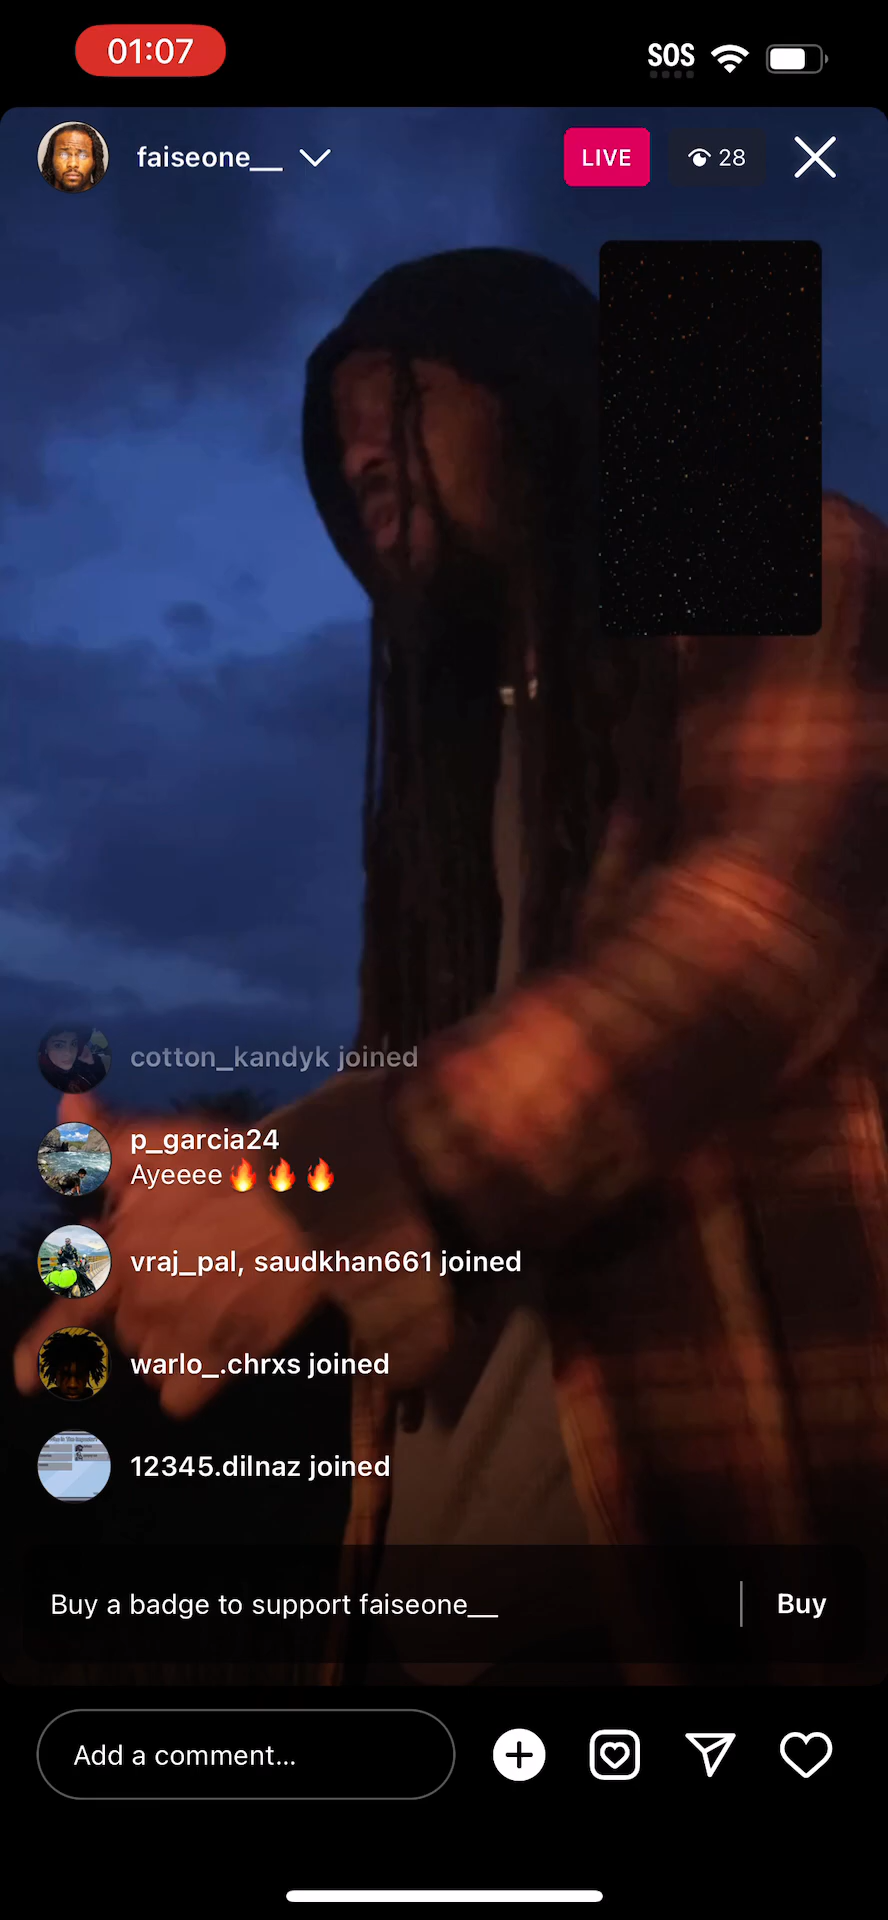 01:07
SOS
faiseone__
LIVE
28
cotton_kandyk joined
p_garcia24
Ayeeee🔥🔥🔥
vraj_pal, saudkhan661 joined
warlo_.chrxs joined
12345.dilnaz joined
Buy a badge to support faiseone__
Buy
Add a comment...